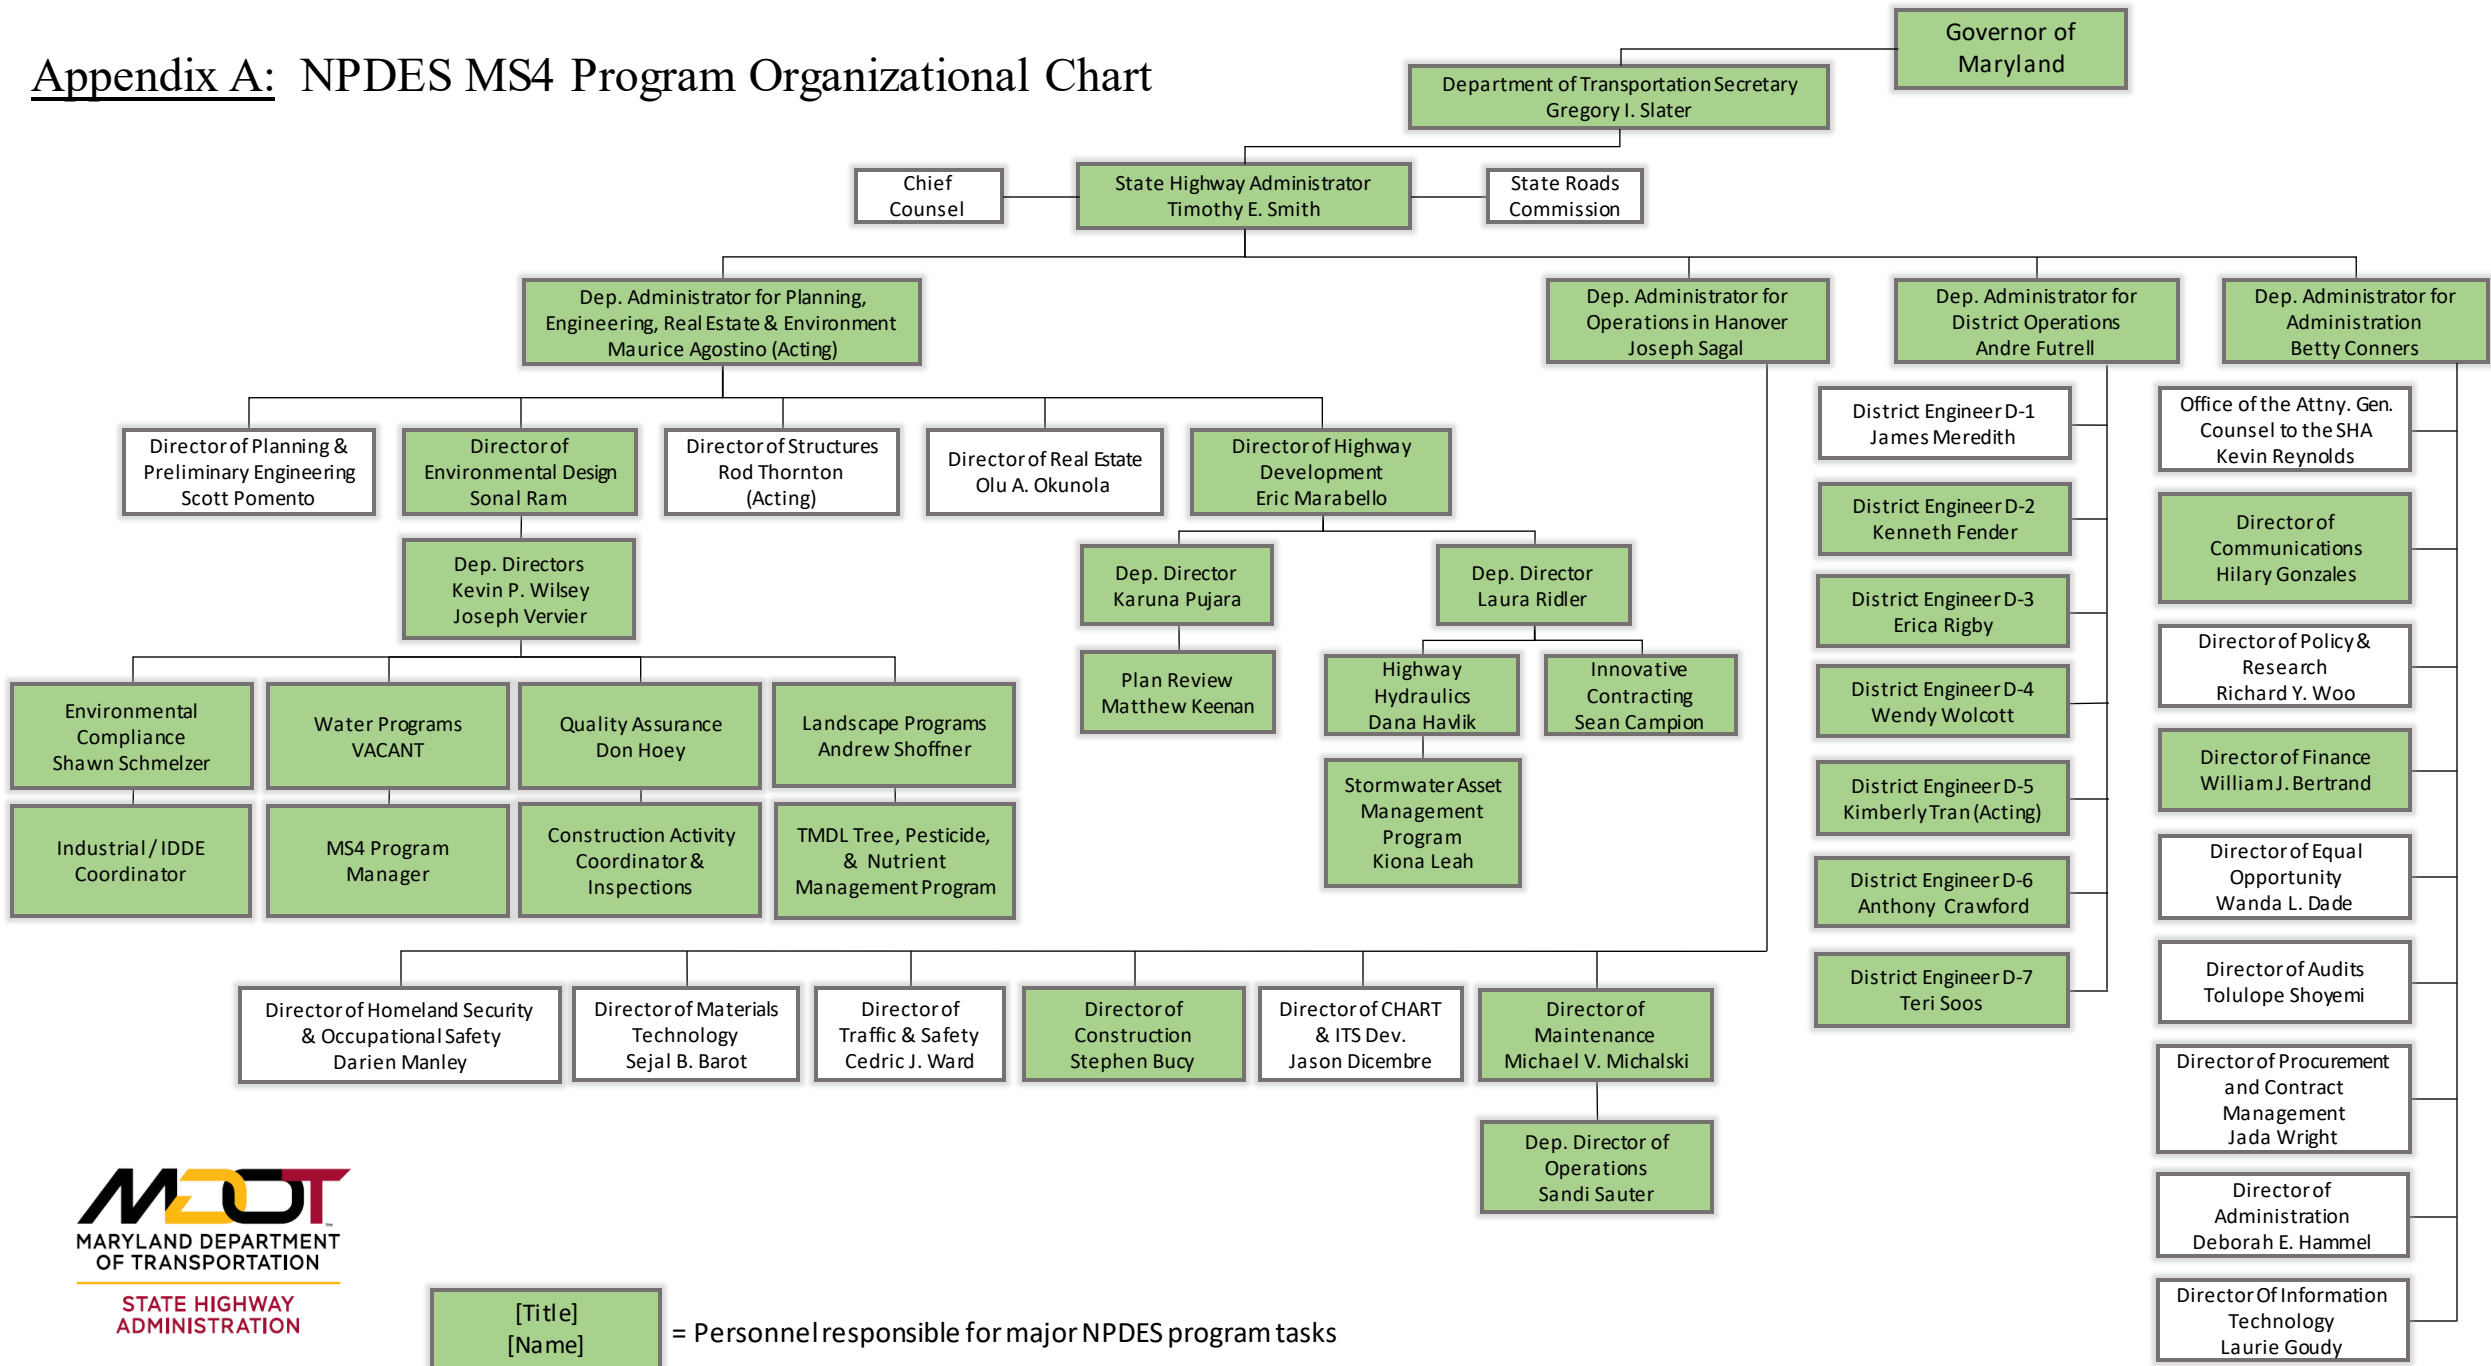 Appendix A: NPDES MS4 Program Organizational Chart
Governor of
Maryland
Department of Transportation Secretary
Gregory I. Slater
Chief
Counsel
State Highway Administrator
Timothy E. Smith
State Roads
Commission
Dep. Administrator for Planning,
Engineering, Real Estate & Environment
Maurice Agostino (Acting)
Dep. Administrator for
Operations in Hanover
Joseph Sagal
Dep. Administrator for
District Operations
Andre Futrell
Dep. Administrator for
Administration
Betty Conners
Director of Planning &
Preliminary Engineering
Scott Pomento
Director of
Environmental Design
Sonal Ram
Director of Structures
Rod Thornton
(Acting)
Director of Real Estate
Olu A. Okunola
Director of Highway
Development
Eric Marabello
Dep. Directors
Kevin P. Wilsey
Joseph Vervier
Dep. Director
Karuna Pujara
Dep. Director
Laura Ridler
Plan Review
Matthew Keenan
Highway
Hydraulics
Dana Havlik
Innovative
Contracting
Sean Campion
Stormwater Asset
Management
Program
Kiona Leah
Environmental
Compliance
Shawn Schmelzer
Water Programs
VACANT
Quality Assurance
Don Hoey
Landscape Programs
Andrew Shoffner
Industrial / IDDE
Coordinator
MS4 Program
Manager
Construction Activity
Coordinator &
Inspections
TMDL Tree, Pesticide,
& Nutrient
Management Program
District Engineer D-1
James Meredith
District Engineer D-2
Kenneth Fender
District Engineer D-3
Erica Rigby
District Engineer D-4
Wendy Wolcott
District Engineer D-5
Kimberly Tran (Acting)
District Engineer D-6
Anthony Crawford
District Engineer D-7
Teri Soos
Office of the Attny. Gen.
Counsel to the SHA
Kevin Reynolds
Director of
Communications
Hilary Gonzales
Director of Policy &
Research
Richard Y. Woo
Director of Finance
William J. Bertrand
Director of Equal
Opportunity
Wanda L. Dade
Director of Audits
Tolulope Shoyemi
Director of Procurement
and Contract
Management
Jada Wright
Director of
Administration
Deborah E. Hammel
Director Of Information
Technology
Laurie Goudy
Director of Homeland Security
& Occupational Safety
Darien Manley
Director of Materials
Technology
Sejal B. Barot
Director of
Traffic & Safety
Cedric J. Ward
Director of
Construction
Stephen Bucy
Director of CHART
& ITS Dev.
Jason Dicembre
Director of
Maintenance
Michael V. Michalski
Dep. Director of
Operations
Sandi Sauter
MDOT™
MARYLAND DEPARTMENT
OF TRANSPORTATION
STATE HIGHWAY
ADMINISTRATION
[Title]
[Name]
= Personnel responsible for major NPDES program tasks